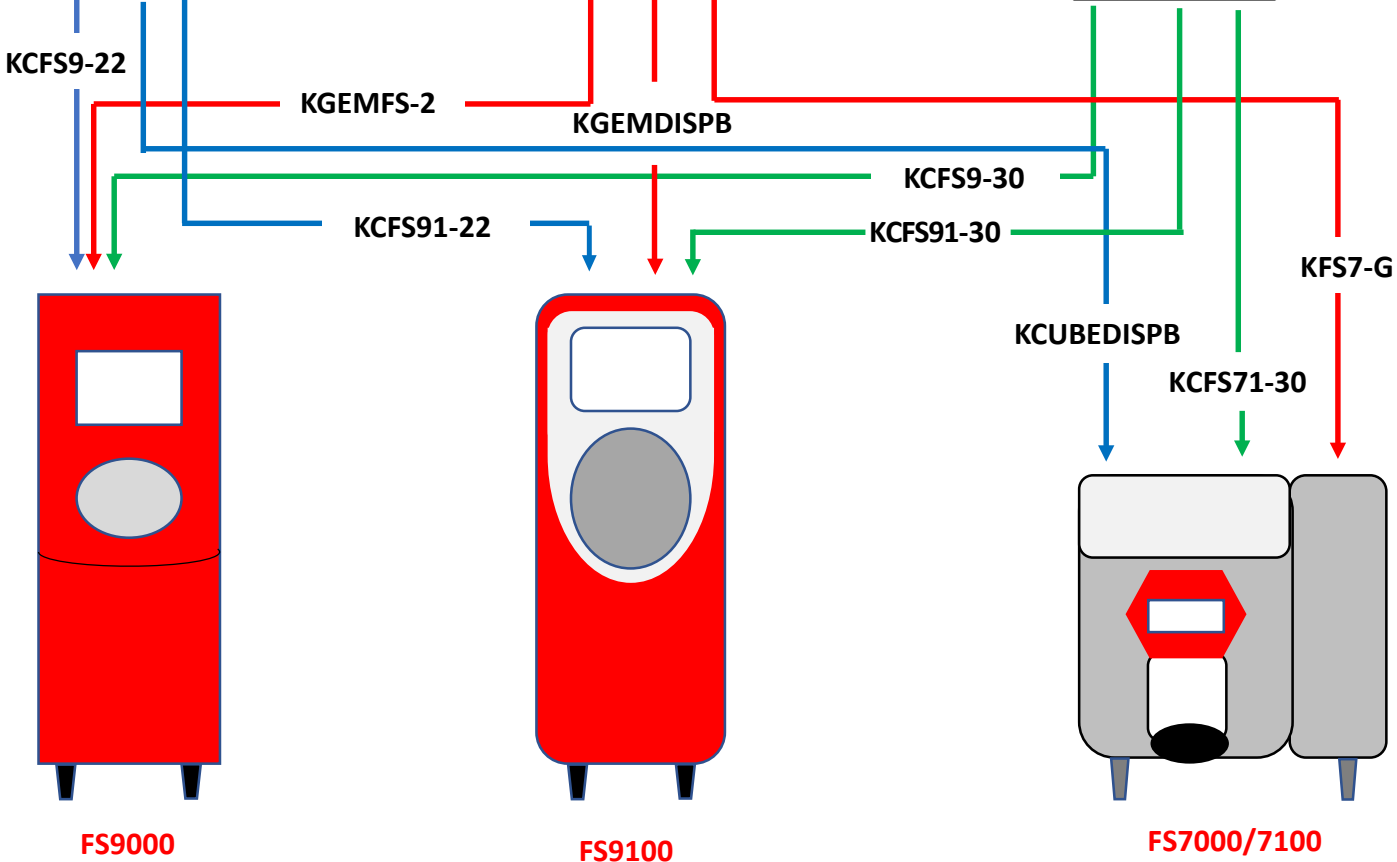 KCFS9-22
KGEMFS-2
KGEMDISPB
KCFS9-30
KCFS91-22
KCFS91-30
KFS7-G
KCUBEDISPB
KCFS71-30
FS9000
FS9100
FS7000/7100